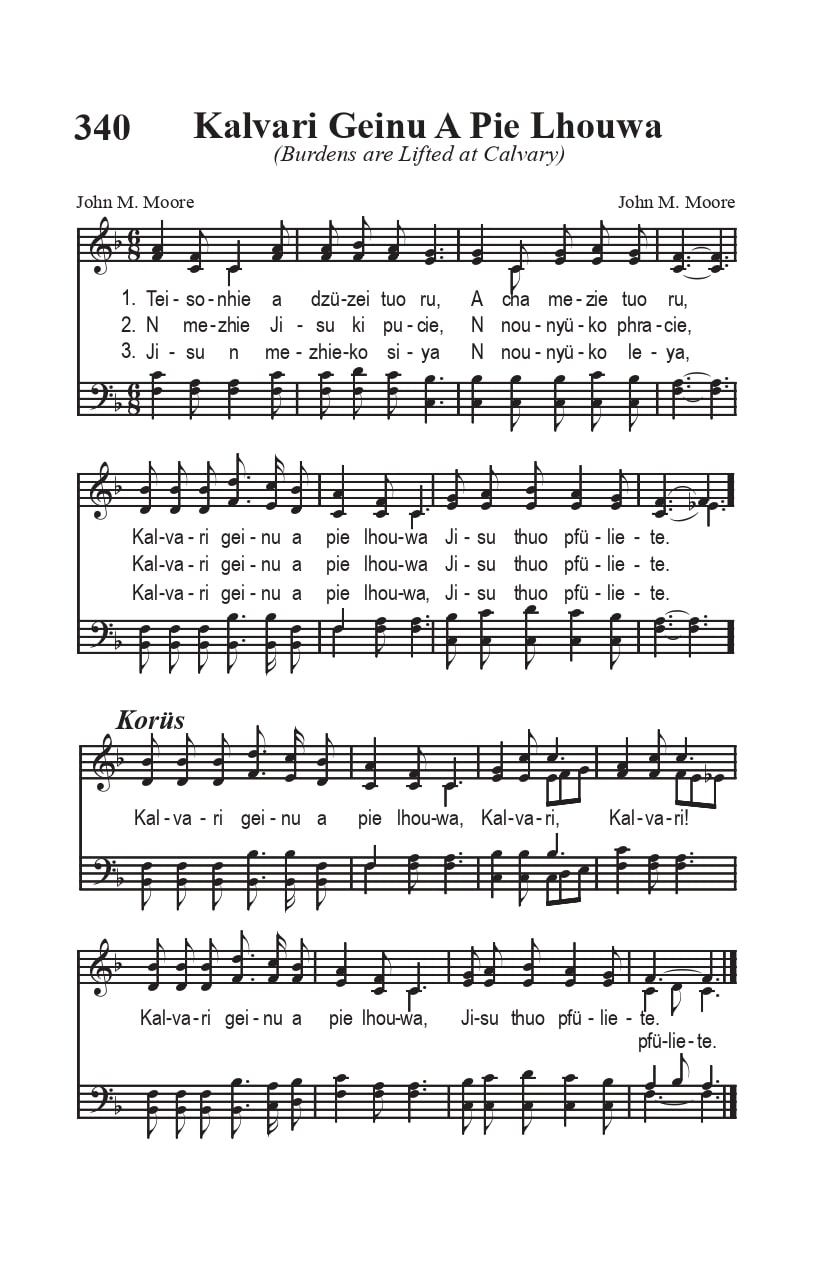 340 Kalvari Geinu A Pie Lhouwa
(Burdens are Lifted at Calvary)
John M. Moore John M. Moore
1. Tei - so-nhie a dzü-zei tuo ru, A cha me-zie tuo ru,
2. N me-zhie Ji - su ki pu-cie, N nou-nyü-ko phra-cie,
3. Ji - su n me-zhie-ko si-ya N nou-nyü-ko le-ya,
Kal-va-ri gei-nu a pie lhou-wa Ji-su thuo pfü-lie-te.
Kal-va-ri gei-nu a pie lhou-wa, Ji-su thuo pfü-lie-te.
Kal-va-ri gei-nu a pie lhou-wa, Ji-su thuo pfü-lie-te.
Korüs
Kal-va-ri gei-nu a pie lhou-wa, Kal-va-ri, Kal-va-ri!
Kal-va-ri gei-nu a pie lhou-wa, Ji-su thuo pfü-lie-te.
pfü-lie-te.